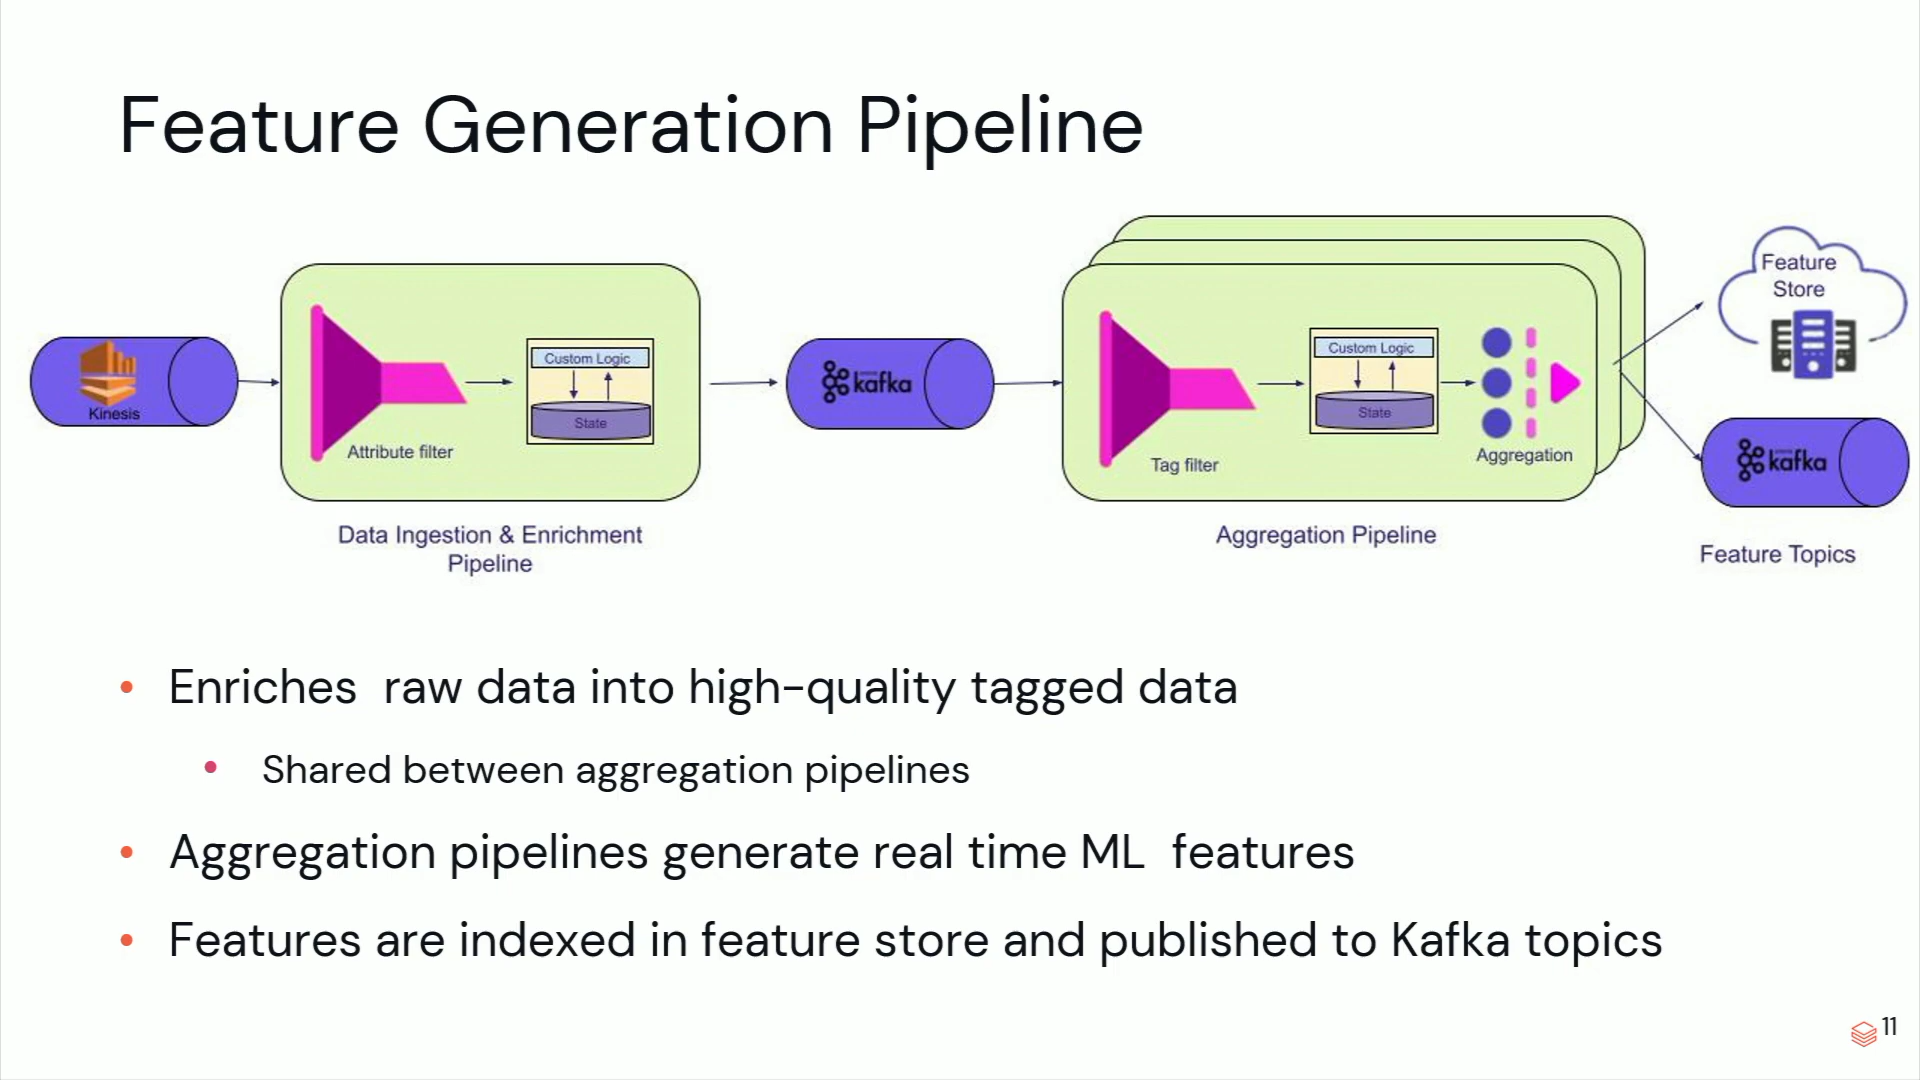 Feature Generation Pipeline
Kinesis
Attribute filter
Custom Logic
State
Data Ingestion & Enrichment
Pipeline
kafka
Tag filter
Custom Logic
State
Aggregation
Aggregation Pipeline
Feature
Store
kafka
Feature Topics
• Enriches raw data into high-quality tagged data
• Shared between aggregation pipelines
• Aggregation pipelines generate real time ML features
• Features are indexed in feature store and published to Kafka topics
11